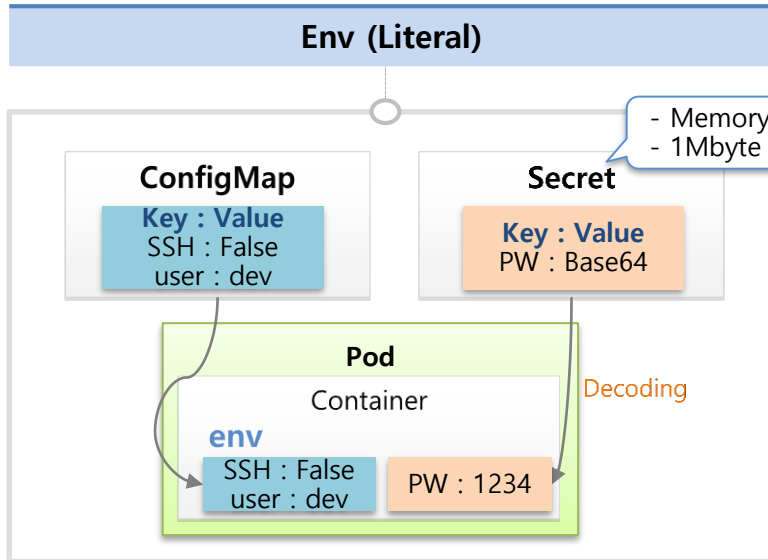 Env (Literal)
- Memory
- 1Mbyte
ConfigMap
Key : Value
SSH : False
user : dev
Secret
Key : Value
PW : Base64
Pod
Container
Decoding
env
SSH : False
user : dev
PW : 1234